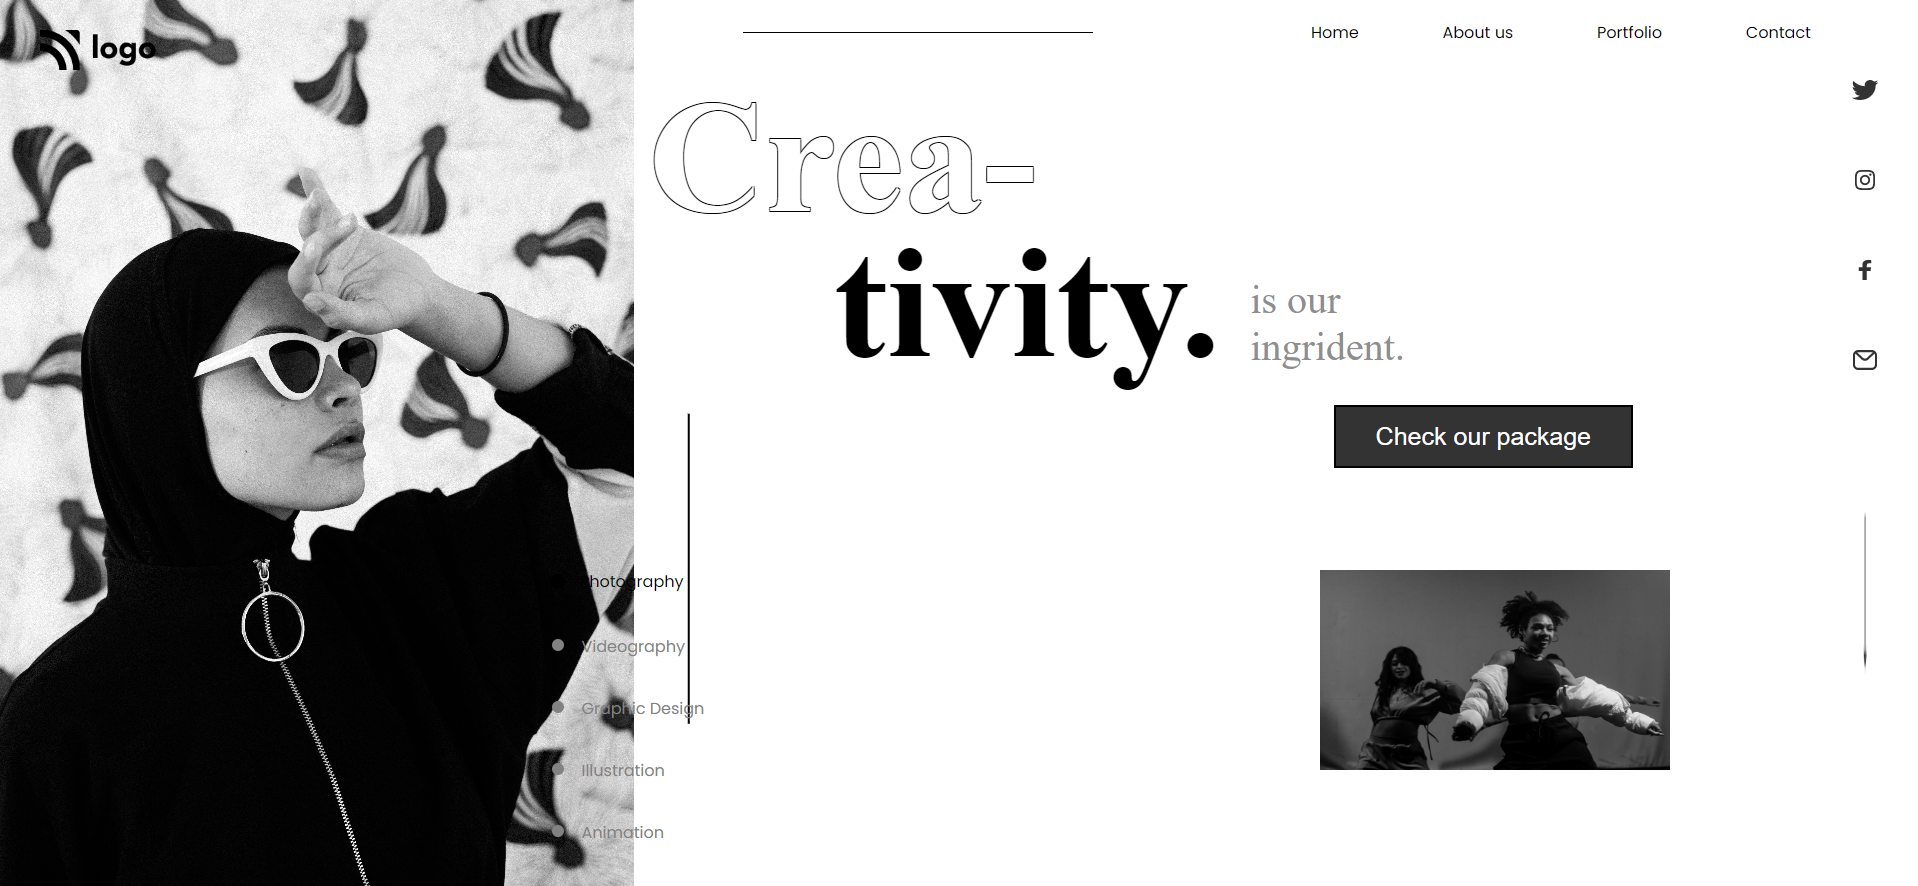 logo
Home
About us
Portfolio
Contact
Crea-
tivity.
is our
ingrident.
Check our package
Photography
Videography
Graphic Design
Illustration
Animation